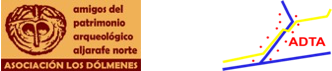 amigos del
patrimonio
arqueológico
aljarafe norte
ASOCIACIÓN LOS DÓLMENES
ADTA